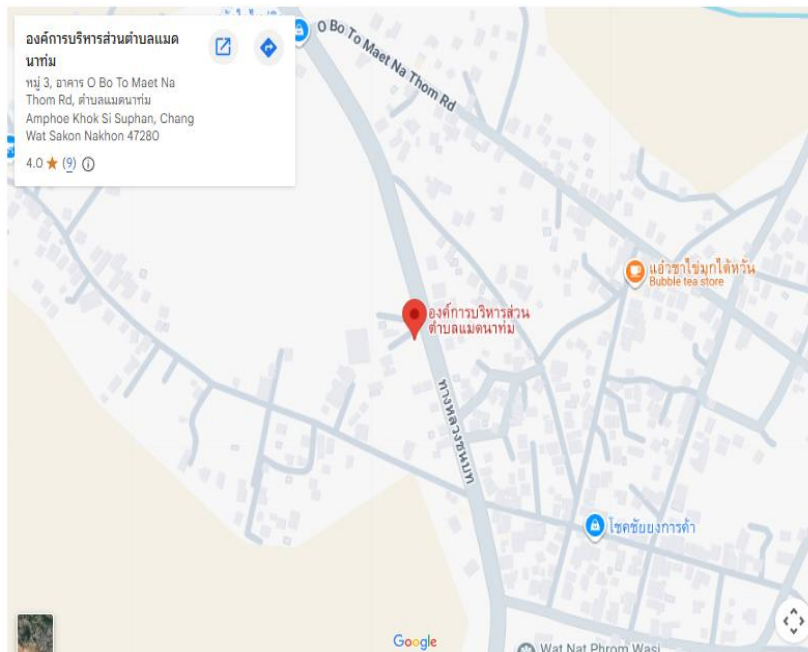 องค์การบริหารส่วนตำบลแมด
นาท่ม
หมู่ 3, อาคาร O Bo To Maet Na
Thom Rd, ตำบลแมดนาท่ม
Amphoe Khok Si Suphan, Chang
Wat Sakon Nakhon 47280
4.0 ★ (9)
O Bo To Maet Na Thom Rd
แอ๋วชาไข่มุกไต้หวัน
Bubble tea store
องค์การบริหารส่วน
ตำบลแมดนาท่ม
ทางหลวงชนบท
โชคชัยยงการค้า
Google
Wat Nat Phrom Wasi